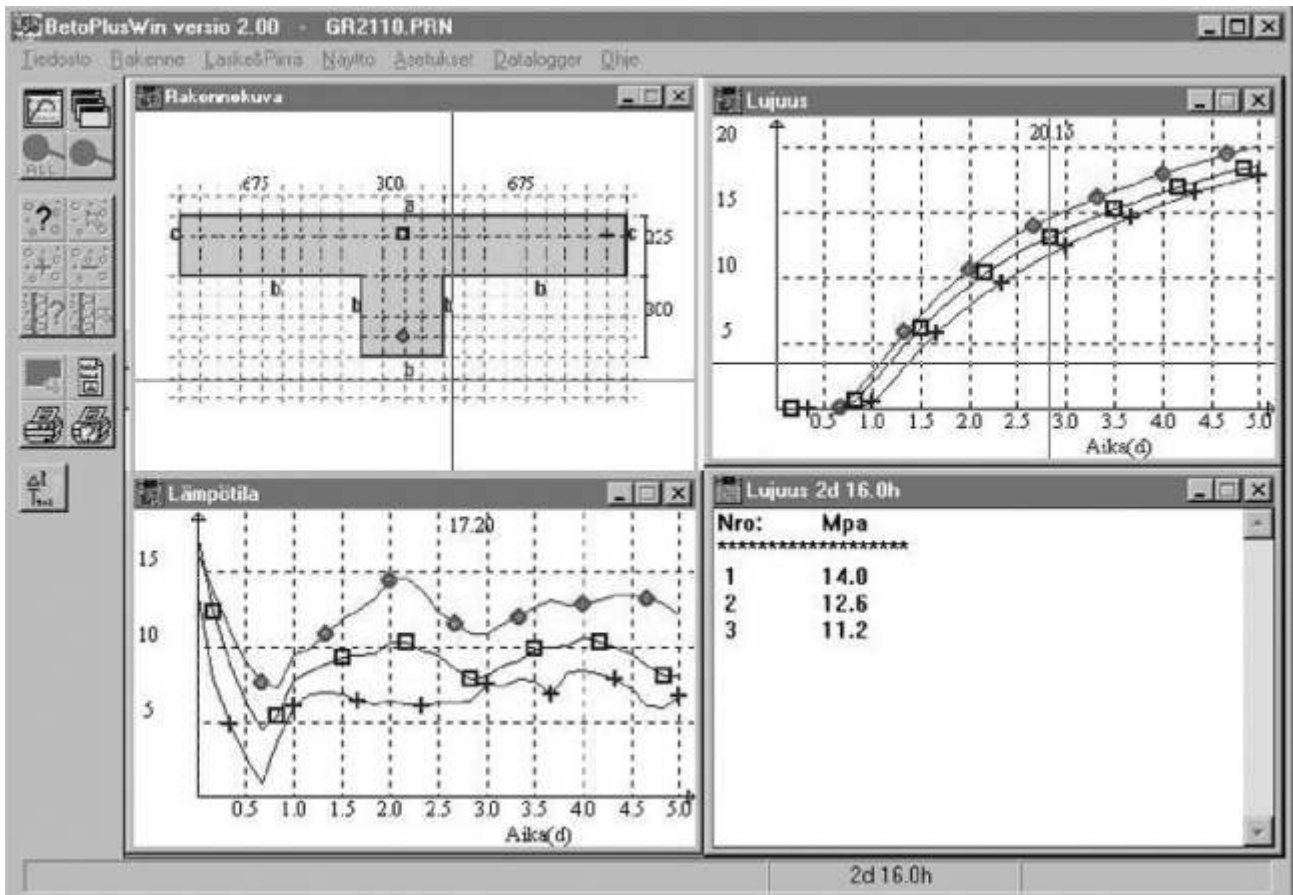 BetoPlusWin versio 2.00 - GR2110.PRN
Tiedosto Rakenne Laske&Piirrä Näyttö Asetukset Datalogger Ohje
ALL
Rakennekuva
675 300 675
a
c c 225
b b
b b 300
b
Lujuus
20.15
20
15
10
5
0.5 1.0 1.5 2.0 2.5 3.0 3.5 4.0 4.5 5.0
Aika(d)
Lämpötila
17.20
15
10
5
0.5 1.0 1.5 2.0 2.5 3.0 3.5 4.0 4.5 5.0
Aika(d)
Lujuus 2d 16.0h
Nro: Mpa
*******************
1 14.0
2 12.6
3 11.2
2d 16.0h